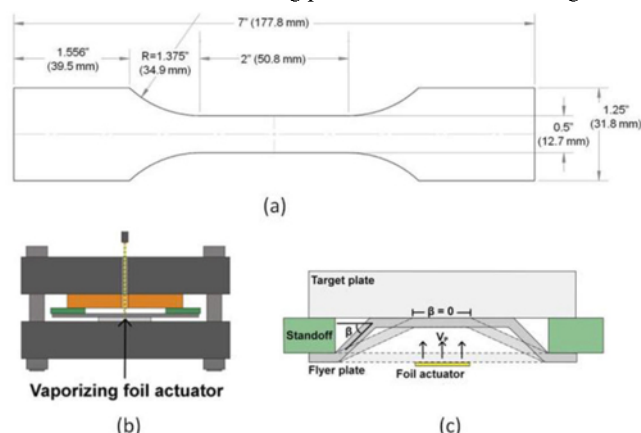 7" (177.8 mm)
1.556"
(39.5 mm)
R=1.375"
(34.9 mm)
2" (50.8 mm)
0.5"
(12.7 mm)
1.25"
(31.8 mm)
(a)
Vaporizing foil actuator
(b)
Target plate
β = 0
Standoff
β
Vₚ
Flyer plate
Foil actuator
(c)